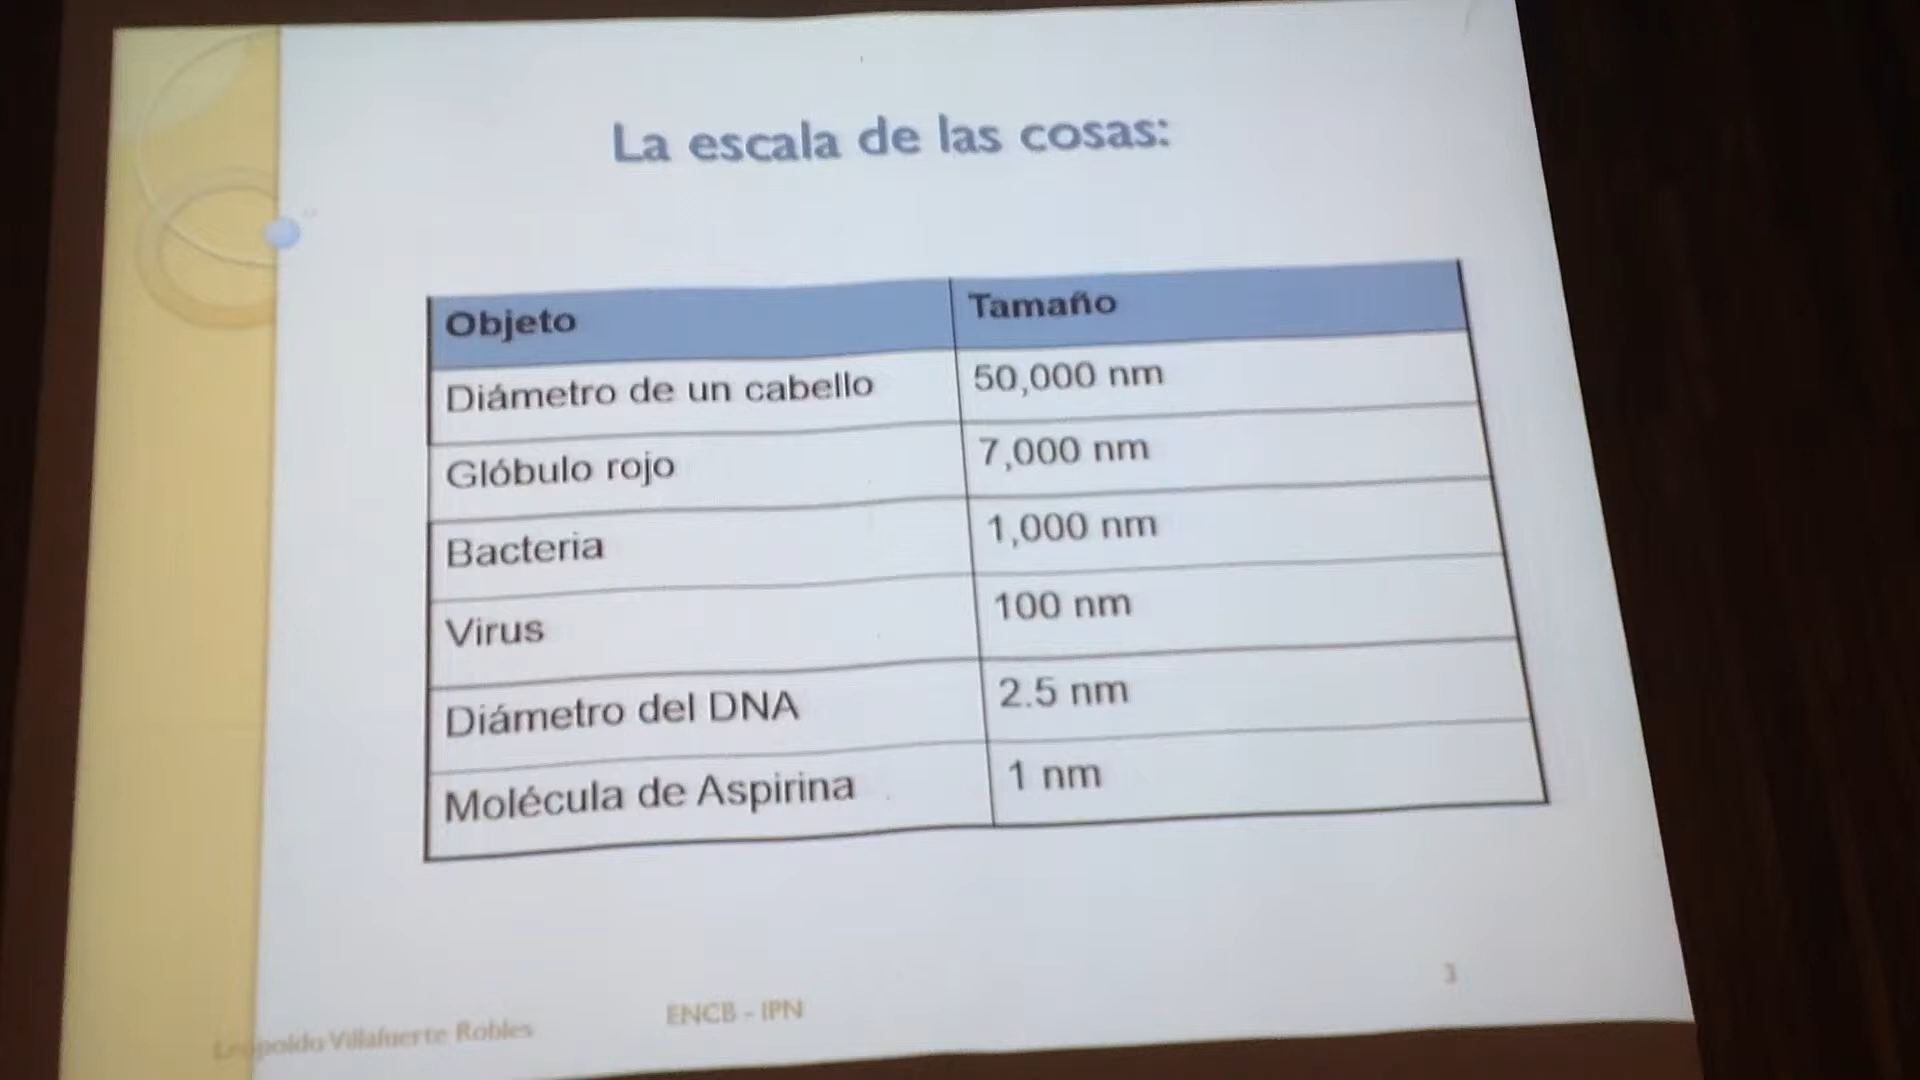 La escala de las cosas:
Objeto Tamaño
Diámetro de un cabello 50,000 nm
Glóbulo rojo 7,000 nm
Bacteria 1,000 nm
Virus 100 nm
Diámetro del DNA 2.5 nm
Molécula de Aspirina 1 nm
Leopoldo Villafuerte Robles ENCB - IPN 3